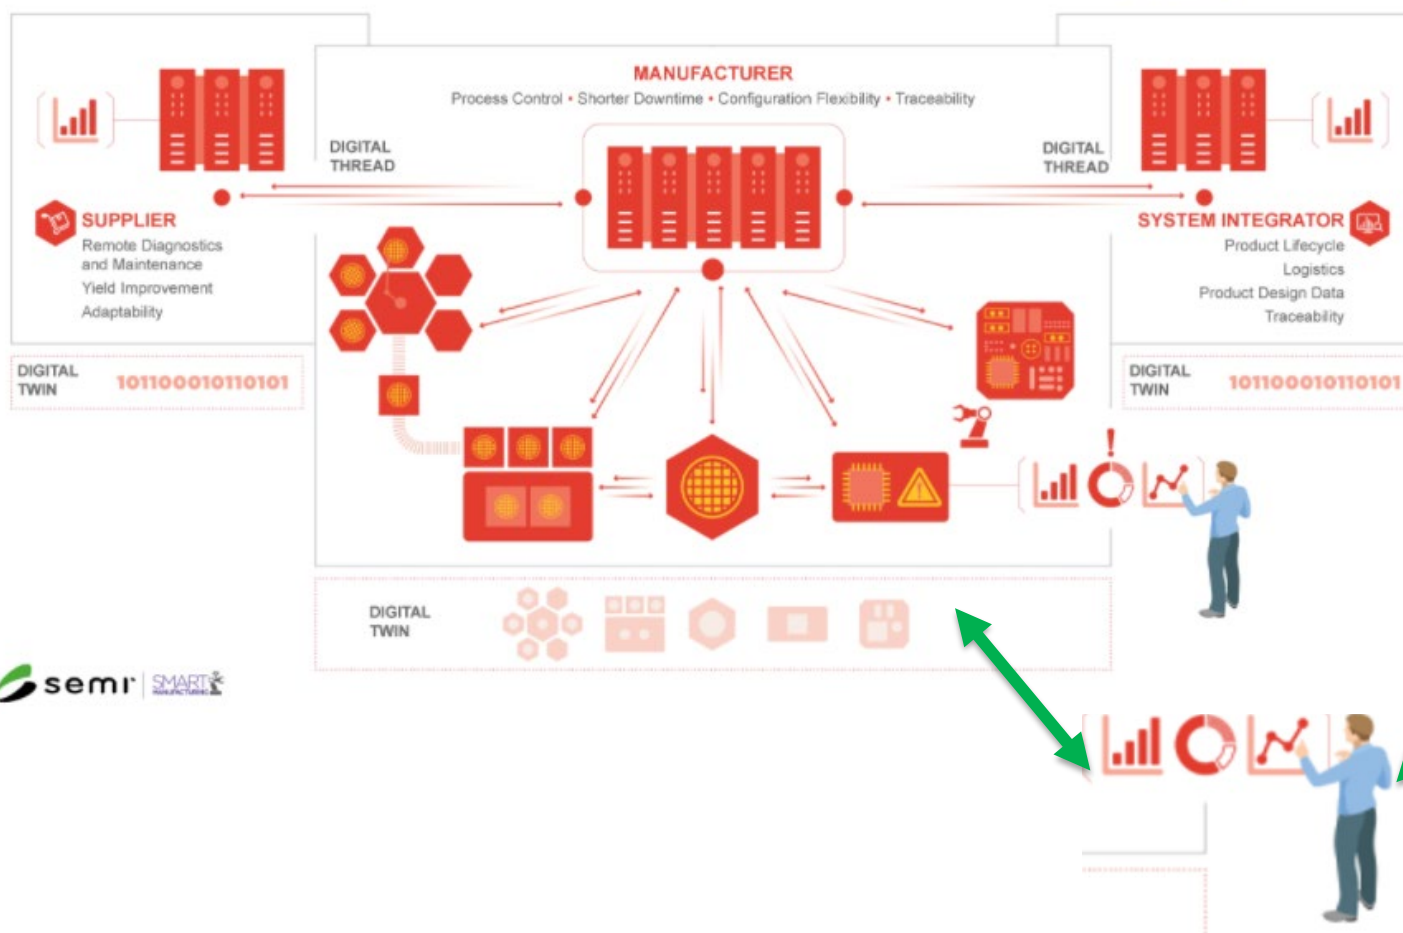 MANUFACTURER
Process Control • Shorter Downtime • Configuration Flexibility • Traceability
DIGITAL
THREAD
DIGITAL
THREAD
SUPPLIER
Remote Diagnostics
and Maintenance
Yield Improvement
Adaptability
SYSTEM INTEGRATOR
Product Lifecycle
Logistics
Product Design Data
Traceability
DIGITAL
TWIN
101100010110101
DIGITAL
TWIN
101100010110101
!
DIGITAL
TWIN
semi
SMART
MANUFACTURING